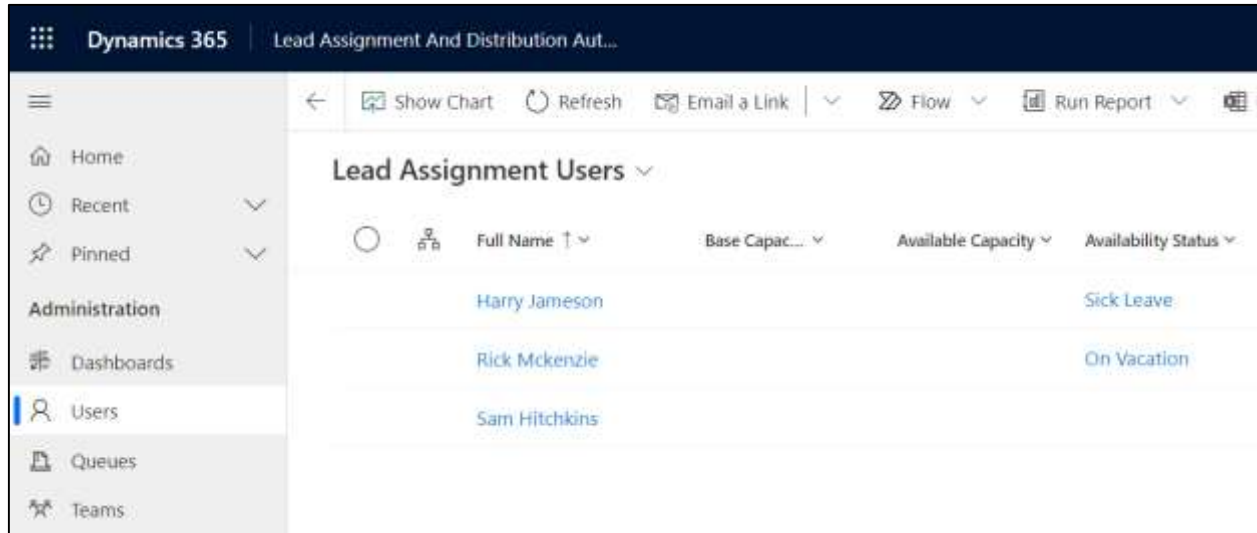 Dynamics 365 Lead Assignment And Distribution Aut...
Show Chart Refresh Email a Link Flow Run Report
Home
Recent
Pinned
Administration
Dashboards
Users
Queues
Teams
Lead Assignment Users
Full Name Base Capac... Available Capacity Availability Status
Harry Jameson Sick Leave
Rick Mckenzie On Vacation
Sam Hitchkins